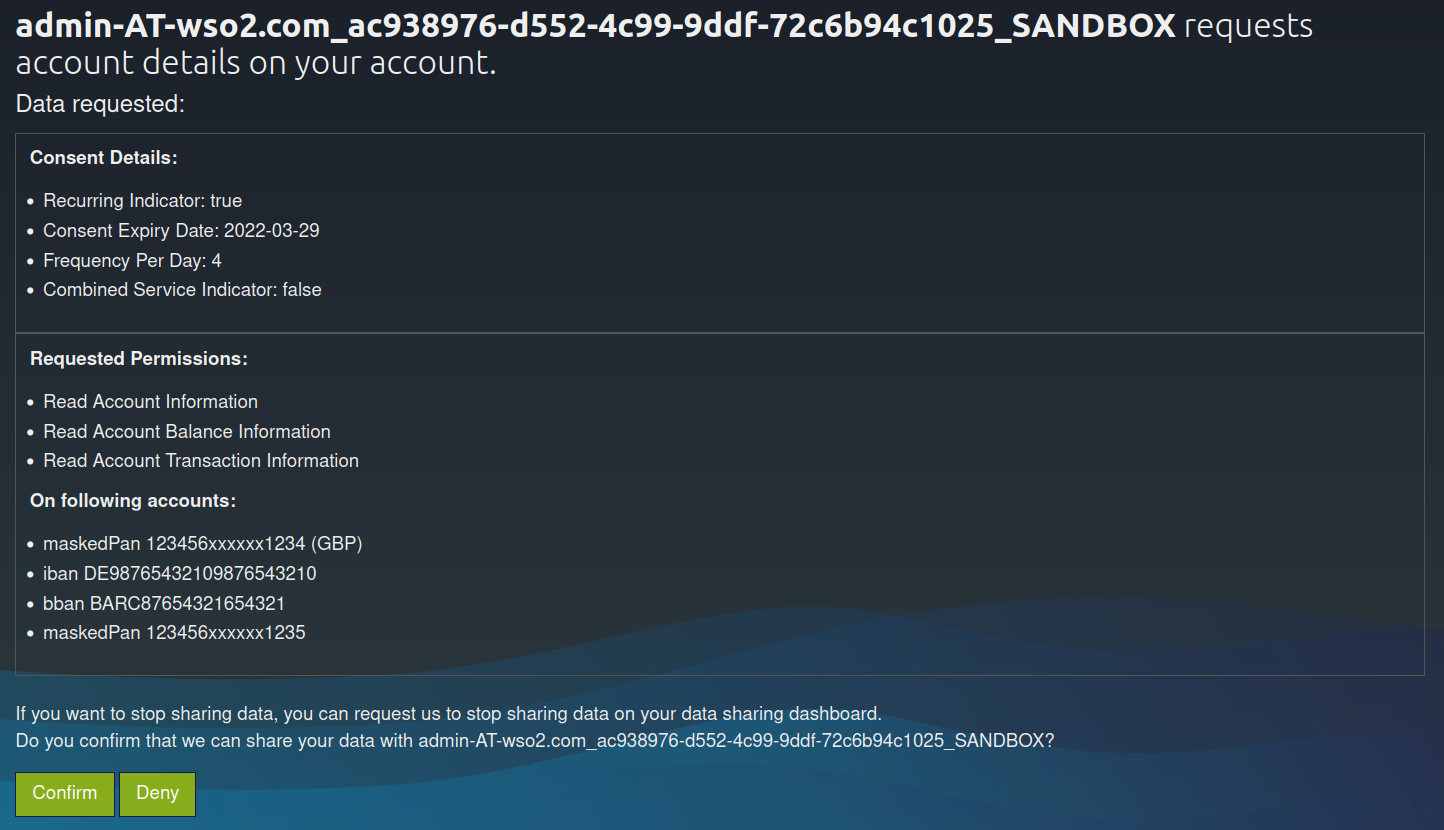 admin-AT-wso2.com_ac938976-d552-4c99-9ddf-72c6b94c1025_SANDBOX requests
account details on your account.
Data requested:
Consent Details:
Recurring Indicator: true
Consent Expiry Date: 2022-03-29
Frequency Per Day: 4
Combined Service Indicator: false
Requested Permissions:
Read Account Information
Read Account Balance Information
Read Account Transaction Information
On following accounts:
maskedPan 123456xxxxxx1234 (GBP)
iban DE98765432109876543210
bban BARC87654321654321
maskedPan 123456xxxxxx1235
If you want to stop sharing data, you can request us to stop sharing data on your data sharing dashboard.
Do you confirm that we can share your data with admin-AT-wso2.com_ac938976-d552-4c99-9ddf-72c6b94c1025_SANDBOX?
Confirm Deny